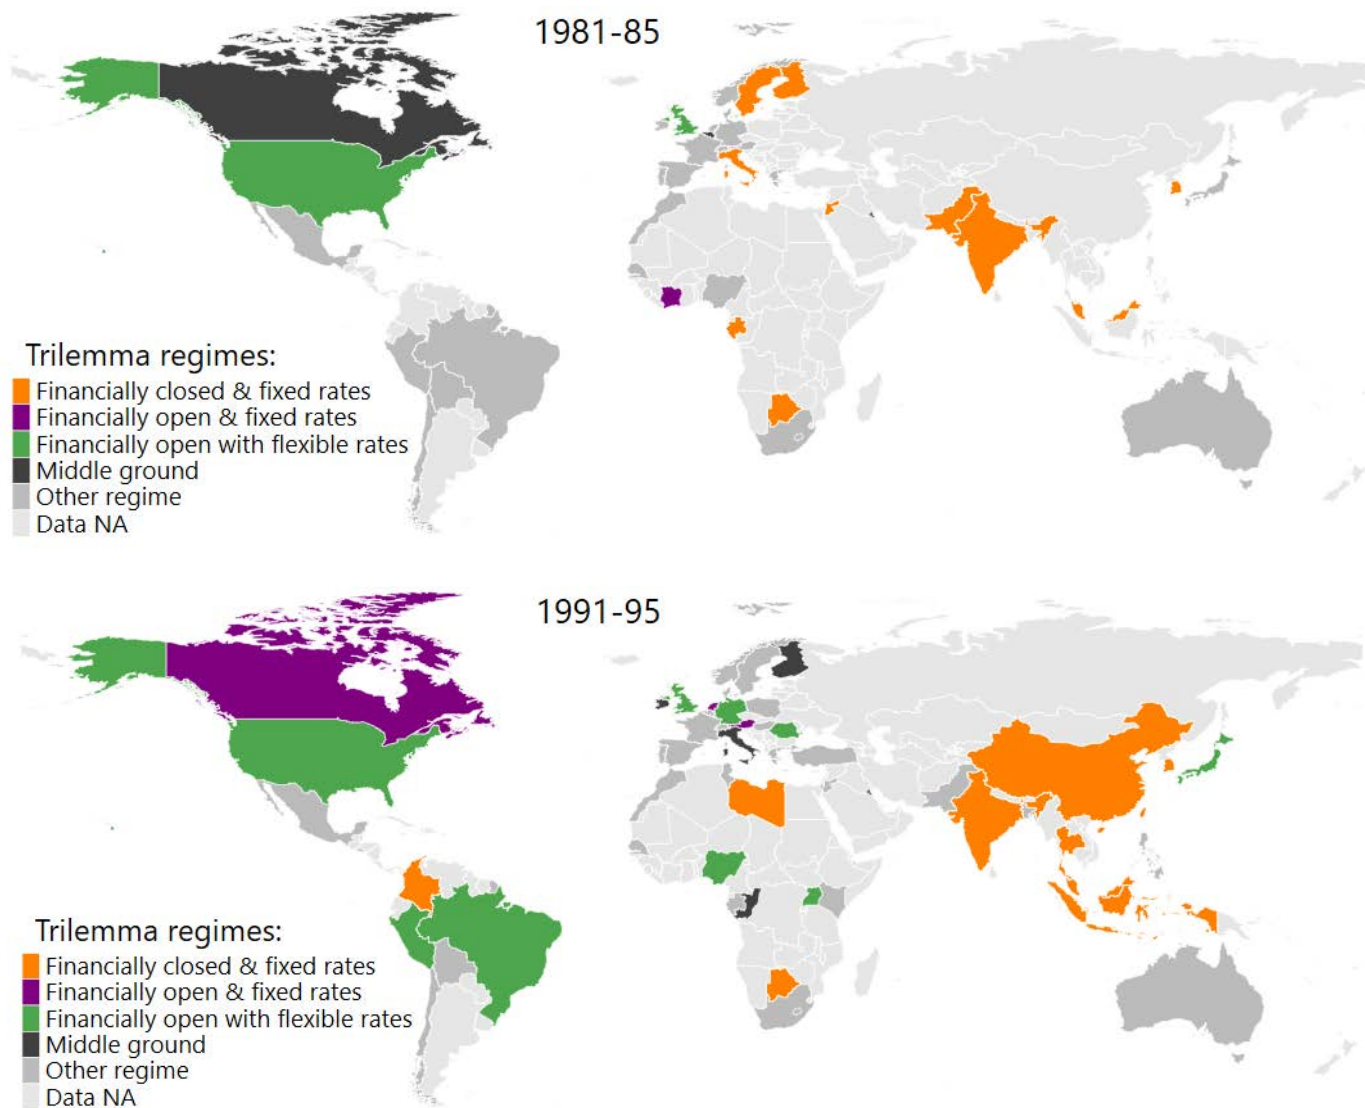 1981-85
Trilemma regimes:
Financially closed & fixed rates
Financially open & fixed rates
Financially open with flexible rates
Middle ground
Other regime
Data NA
1991-95
Trilemma regimes:
Financially closed & fixed rates
Financially open & fixed rates
Financially open with flexible rates
Middle ground
Other regime
Data NA